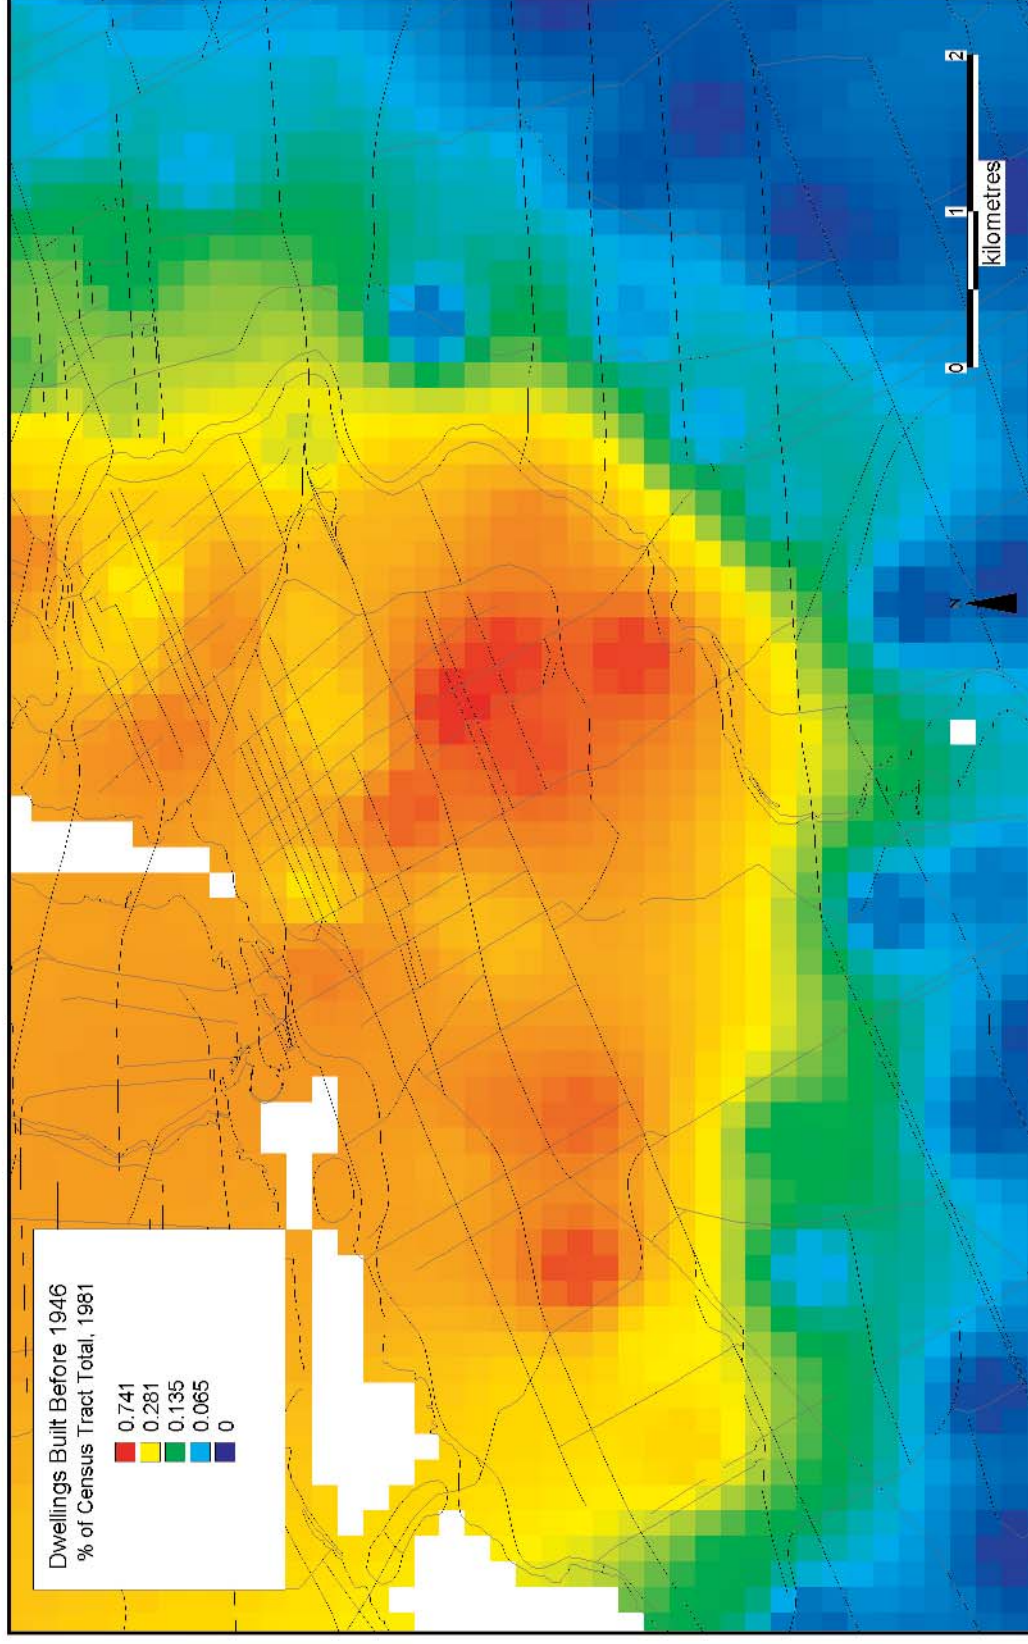 Dwellings Built Before 1946
% of Census Tract Total, 1981
0.741
0.281
0.135
0.065
0
0 1 2
kilometres
N